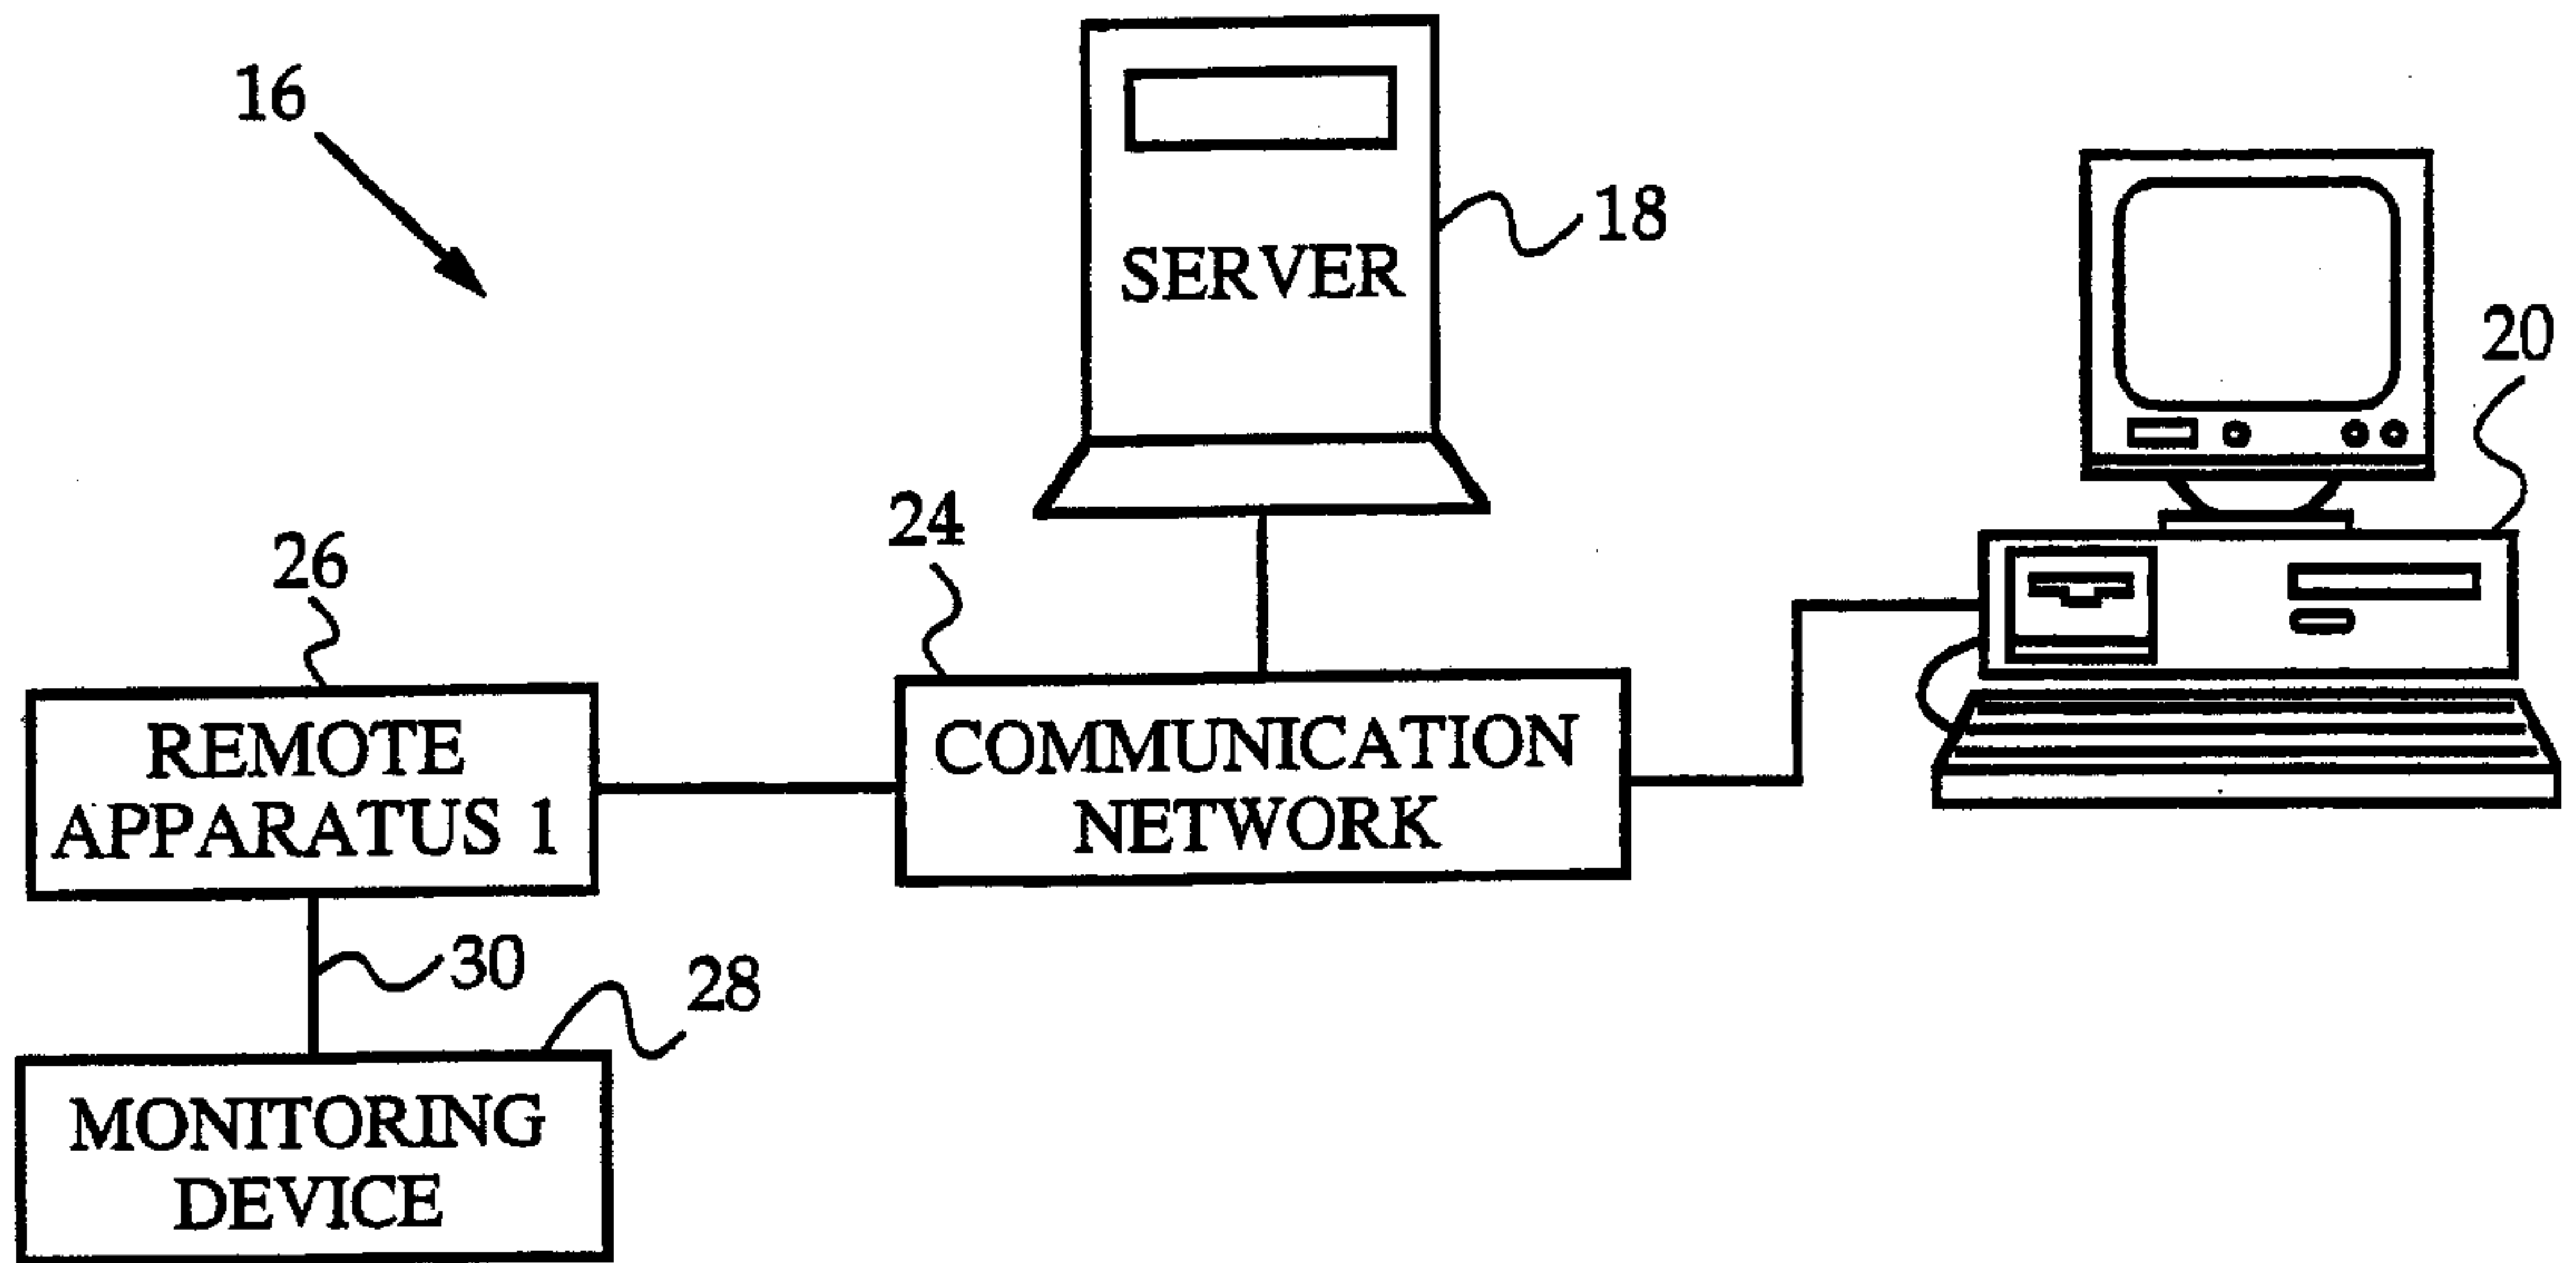 16
SERVER
18
20
24
26
REMOTE
APPARATUS 1
COMMUNICATION
NETWORK
30
28
MONITORING
DEVICE